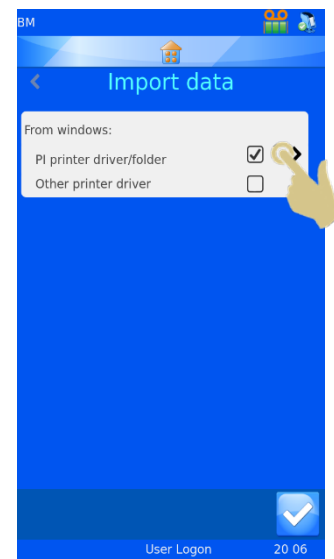 BM
Import data
From windows:
PI printer driver/folder
Other printer driver
User Logon
20 06